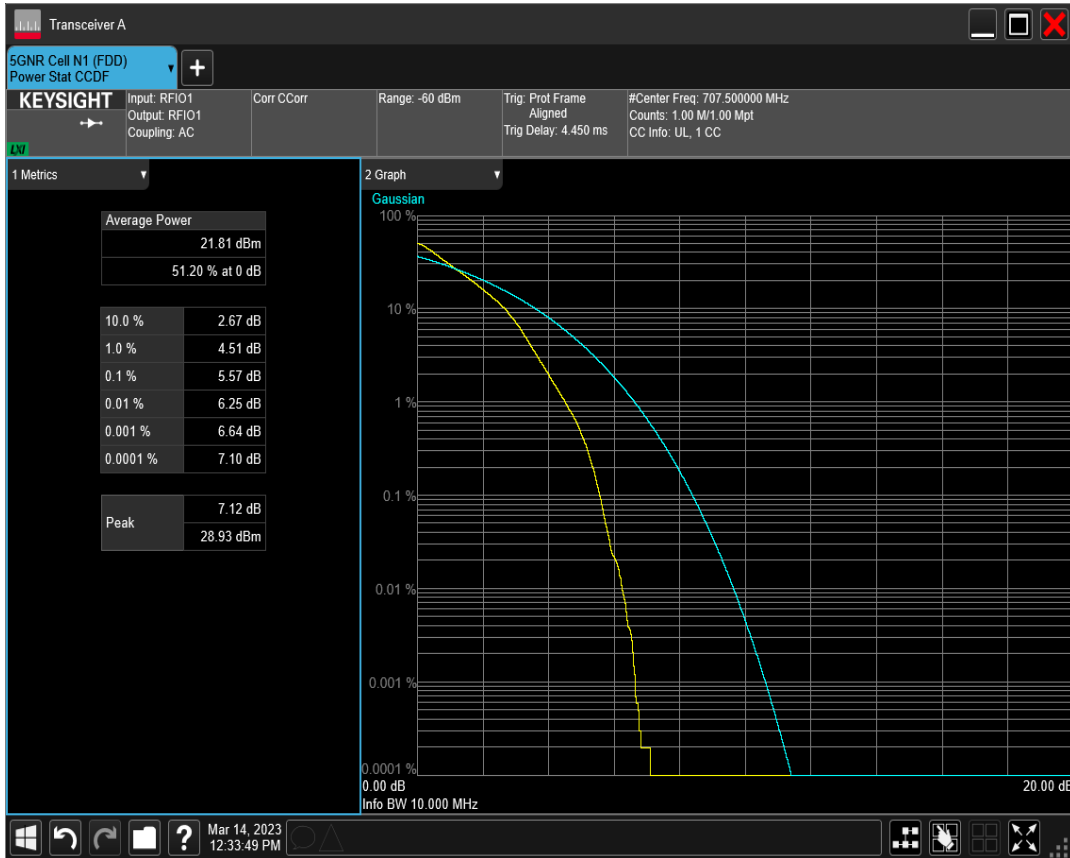 Transceiver A
5GNR Cell N1 (FDD)
Power Stat CCDF
+
KEYSIGHT
LXI
Input: RFIO1
Output: RFIO1
Coupling: AC
Corr CCorr
Range: -60 dBm
Trig: Prot Frame
Aligned
Trig Delay: 4.450 ms
#Center Freq: 707.500000 MHz
Counts: 1.00 M/1.00 Mpt
CC Info: UL, 1 CC
1 Metrics
Average Power
21.81 dBm
51.20 % at 0 dB
10.0 % 2.67 dB
1.0 % 4.51 dB
0.1 % 5.57 dB
0.01 % 6.25 dB
0.001 % 6.64 dB
0.0001 % 7.10 dB
Peak
7.12 dB
28.93 dBm
2 Graph
Gaussian
100 %
10 %
1 %
0.1 %
0.01 %
0.001 %
0.0001 %
0.00 dB 20.00 dB
Info BW 10.000 MHz
?
Mar 14, 2023
12:33:49 PM